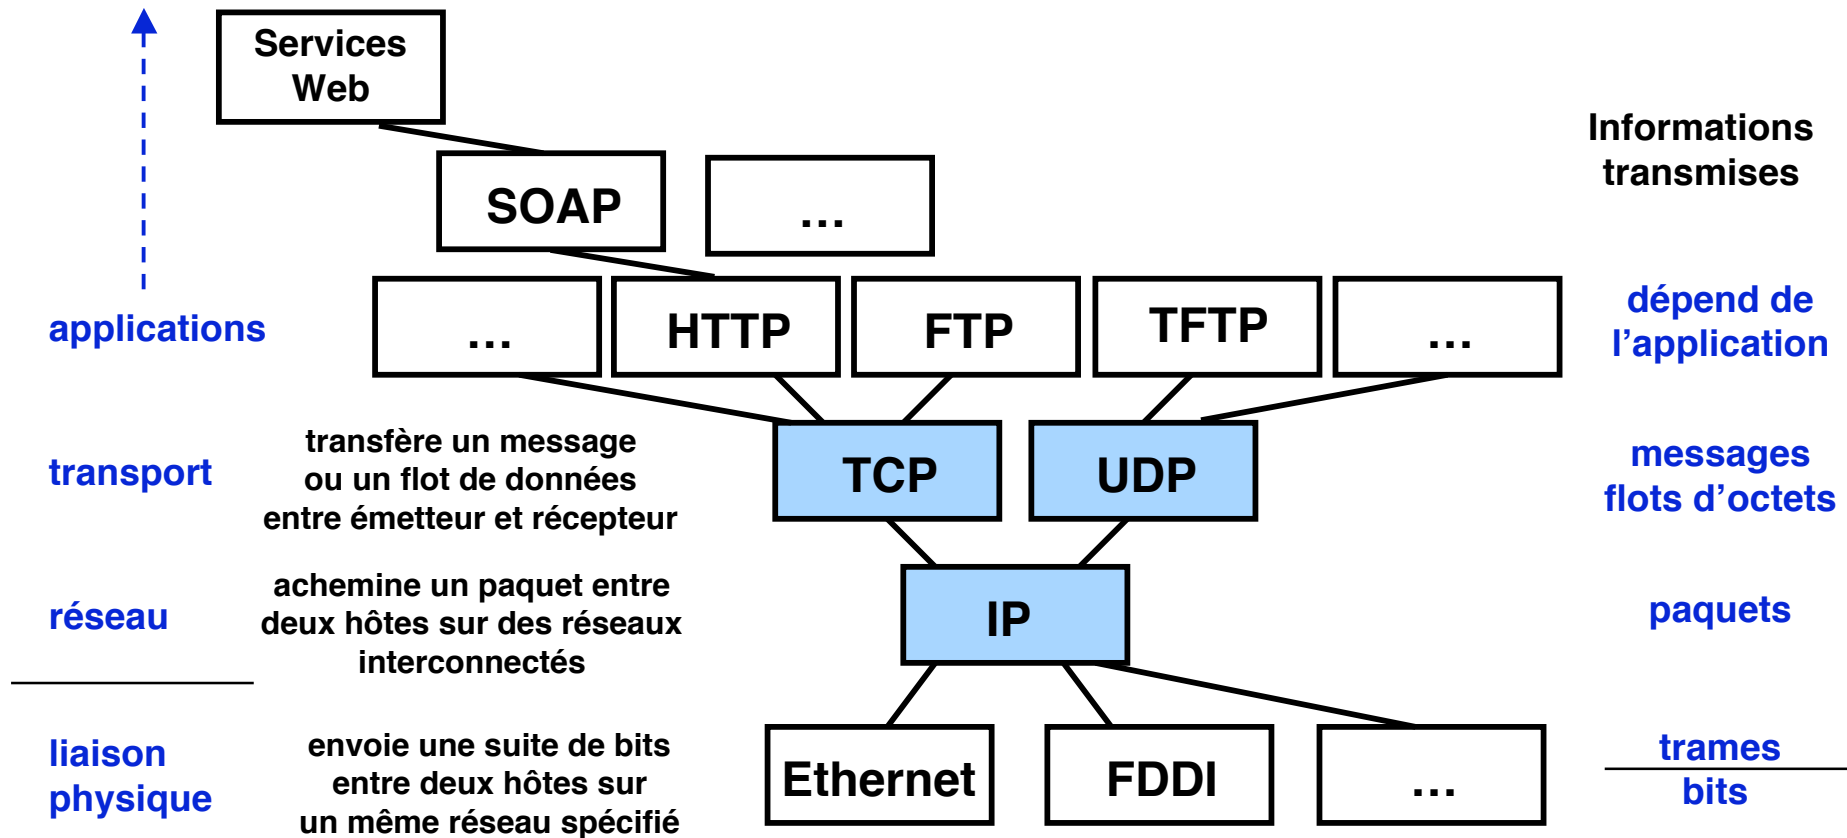 Services
Web
Informations
transmises
SOAP
...
applications
...
HTTP
FTP
TFTP
...
dépend de
l’application
transport
transfère un message
ou un flot de données
entre émetteur et récepteur
TCP
UDP
messages
flots d’octets
réseau
achemine un paquet entre
deux hôtes sur des réseaux
interconnectés
IP
paquets
liaison
physique
envoie une suite de bits
entre deux hôtes sur
un même réseau spécifié
Ethernet
FDDI
...
trames
bits